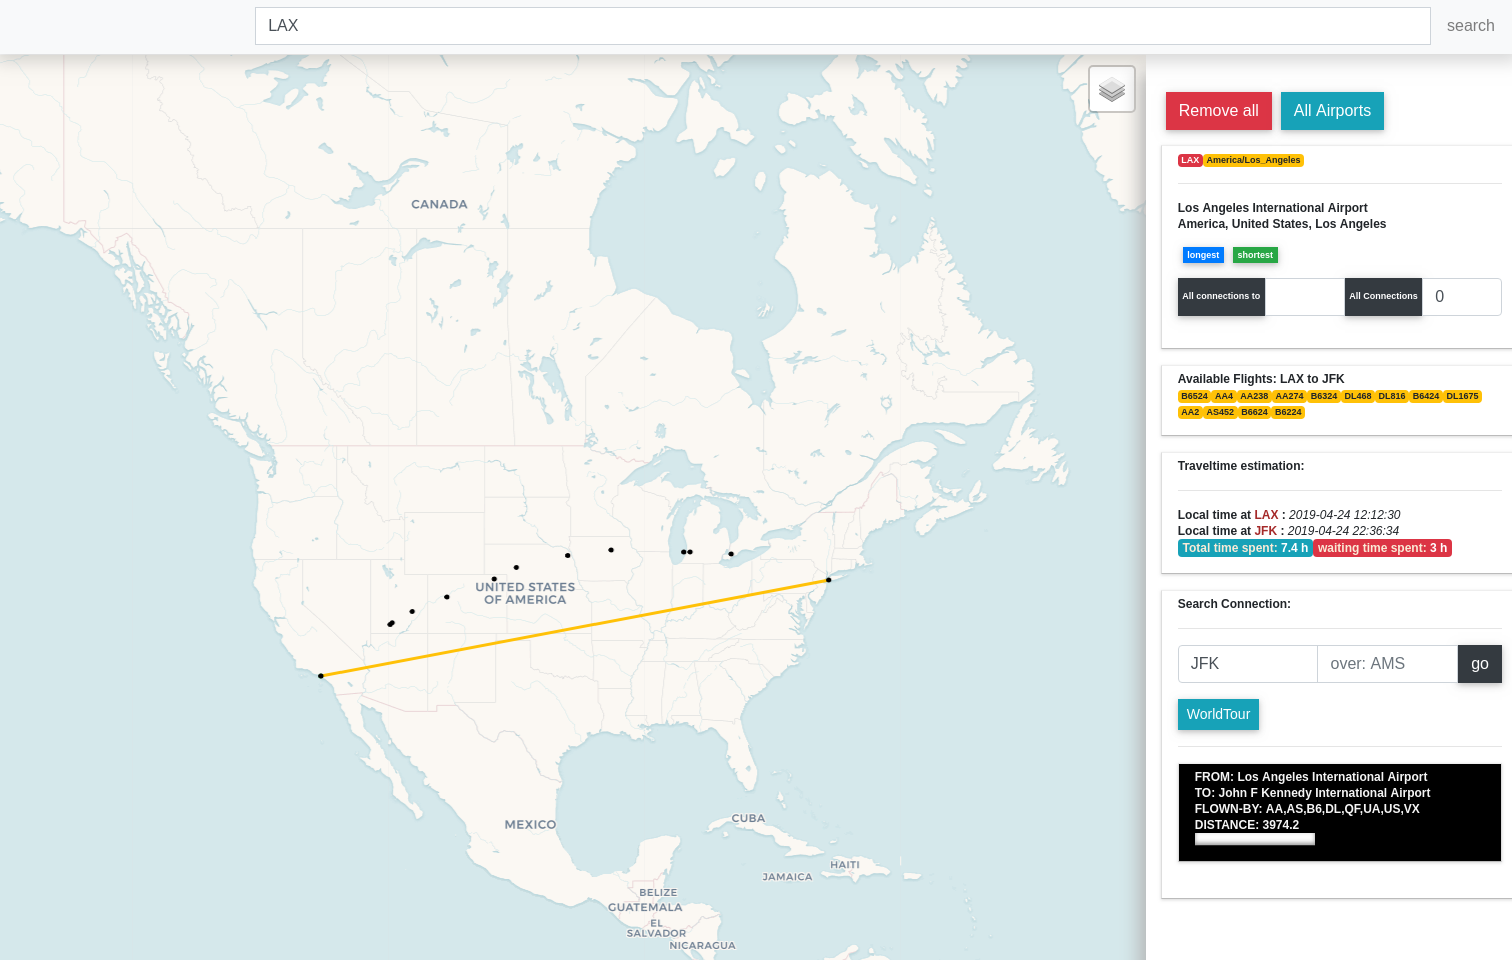 LAX
search
CANADA
UNITED STATES
OF AMERICA
MEXICO
CUBA
HAITI
JAMAICA
BELIZE
GUATEMALA
EL
SALVADOR
NICARAGUA
Remove all All Airports
LAX America/Los_Angeles
Los Angeles International Airport
America, United States, Los Angeles
longest shortest
All connections to All Connections 0
Available Flights: LAX to JFK
B6524 AA4 AA238 AA274 B6324 DL468 DL816 B6424 DL1675
AA2 AS452 B6624 B6224
Traveltime estimation:
Local time at LAX : 2019-04-24 12:12:30
Local time at JFK : 2019-04-24 22:36:34
Total time spent: 7.4 h waiting time spent: 3 h
Search Connection:
JFK over: AMS go
WorldTour
FROM: Los Angeles International Airport
TO: John F Kennedy International Airport
FLOWN-BY: AA,AS,B6,DL,QF,UA,US,VX
DISTANCE: 3974.2